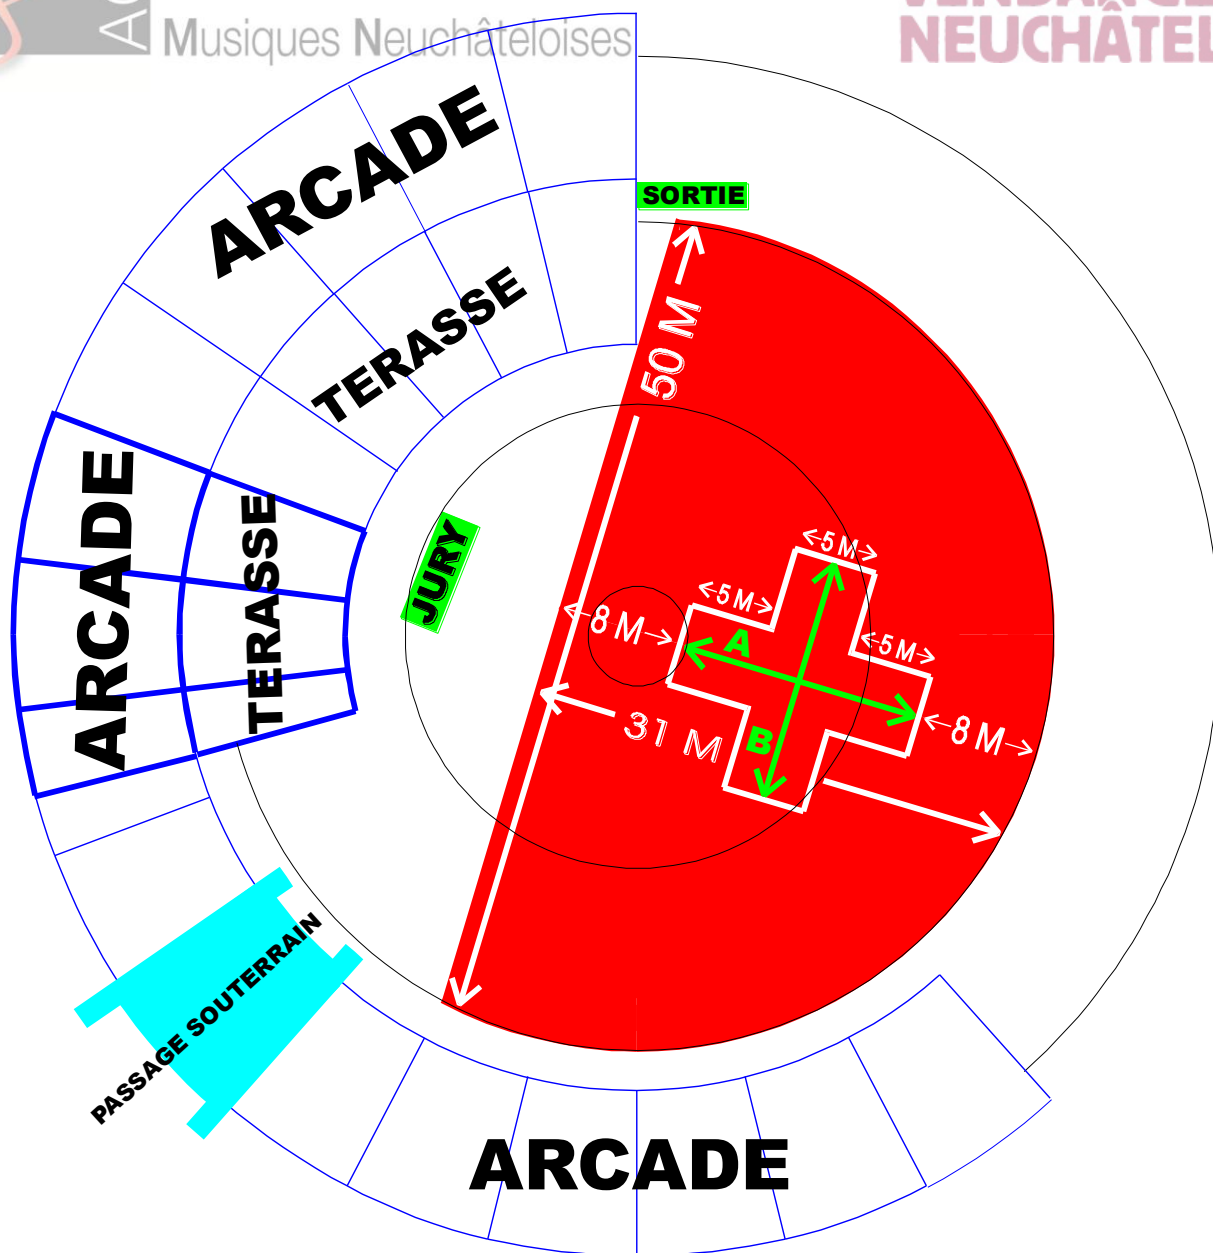 Musiques Neuchâteloises
NEUCHÂTEL
ARCADE
SORTIE
TERASSE
50 M
ARCADE
TERASSE
JURY
5 M
5 M
8 M
A
5 M
31 M
B
8 M
PASSAGE SOUTERRAIN
ARCADE